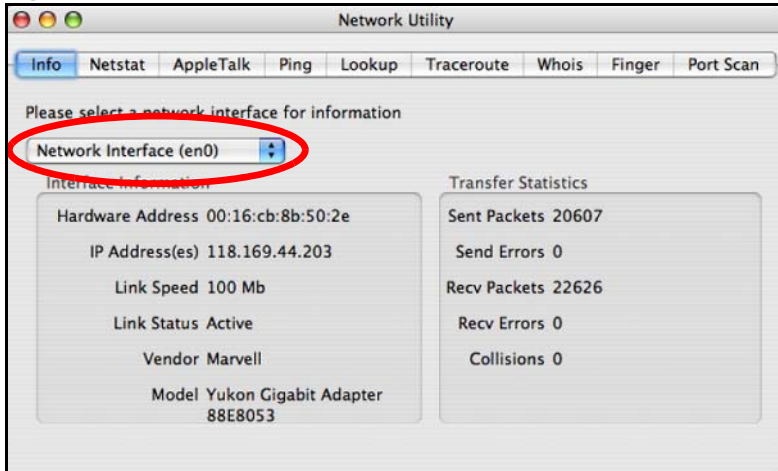 Network Utility
Info Netstat AppleTalk Ping Lookup Traceroute Whois Finger Port Scan
Please select a network interface for information
Network Interface (en0)
Interface Information
Hardware Address 00:16:cb:8b:50:2e
IP Address(es) 118.169.44.203
Link Speed 100 Mb
Link Status Active
Vendor Marvell
Model Yukon Gigabit Adapter
88E8053
Transfer Statistics
Sent Packets 20607
Send Errors 0
Recv Packets 22626
Recv Errors 0
Collisions 0